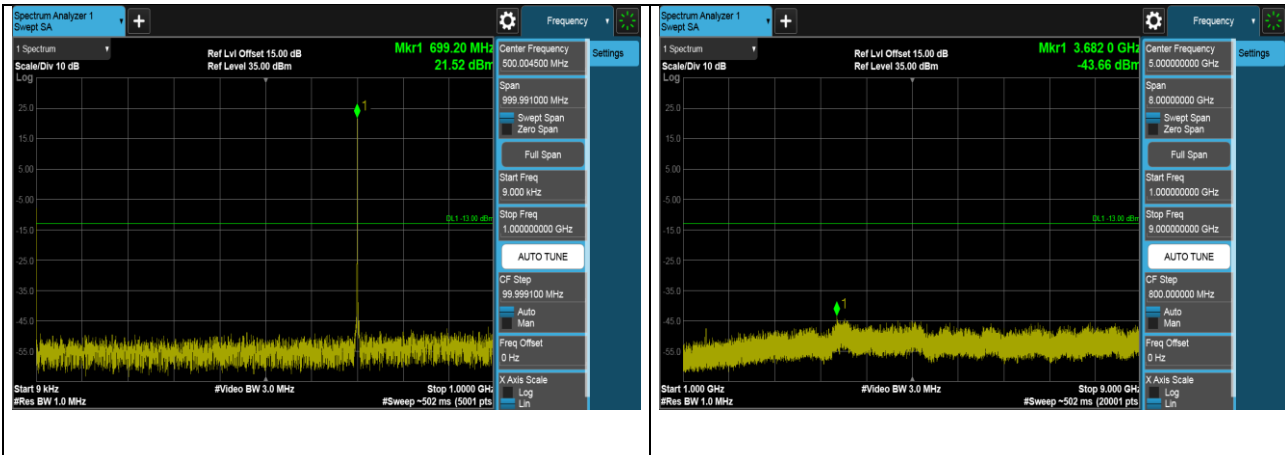 Spectrum Analyzer 1
Swept SA
+
Frequency
1 Spectrum
Scale/Div 10 dB
Ref Lvl Offset 15.00 dB
Ref Level 35.00 dBm
Mkr1 699.20 MHz
21.52 dBm
Log
1
25.0
15.0
5.00
-5.00
-15.0
-25.0
-35.0
-45.0
-55.0
DL1 -13.00 dBm
Start 9 kHz
#Res BW 1.0 MHz
#Video BW 3.0 MHz
Stop 1.0000 GHz
#Sweep ~502 ms (5001 pts
Center Frequency
500.004500 MHz
Span
999.991000 MHz
Swept Span
Zero Span
Full Span
Start Freq
9.000 kHz
Stop Freq
1.000000000 GHz
AUTO TUNE
CF Step
99.999100 MHz
Auto
Man
Freq Offset
0 Hz
X Axis Scale
Log
Lin
Settings
Spectrum Analyzer 1
Swept SA
+
Frequency
1 Spectrum
Scale/Div 10 dB
Ref Lvl Offset 15.00 dB
Ref Level 35.00 dBm
Mkr1 3.682 0 GHz
-43.66 dBm
Log
1
25.0
15.0
5.00
-5.00
-15.0
-25.0
-35.0
-45.0
-55.0
DL1 -13.00 dBm
Start 1.000 GHz
#Res BW 1.0 MHz
#Video BW 3.0 MHz
Stop 9.000 GHz
#Sweep ~502 ms (20001 pts
Center Frequency
5.000000000 GHz
Span
8.00000000 GHz
Swept Span
Zero Span
Full Span
Start Freq
1.000000000 GHz
Stop Freq
9.000000000 GHz
AUTO TUNE
CF Step
800.000000 MHz
Auto
Man
Freq Offset
0 Hz
X Axis Scale
Log
Lin
Settings